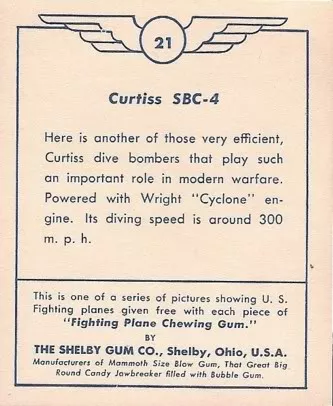 21
Curtiss SBC-4
Here is another of those very efficient,
Curtiss dive bombers that play such
an important role in modern warfare.
Powered with Wright "Cyclone" en-
gine. Its diving speed is around 300
m. p. h.
This is one of a series of pictures showing U. S.
Fighting planes given free with each piece of
"Fighting Plane Chewing Gum."
BY
THE SHELBY GUM CO., Shelby, Ohio, U.S.A.
Manufacturers of Mammoth Size Blow Gum, That Great Big
Round Candy Jawbreaker filled with Bubble Gum.